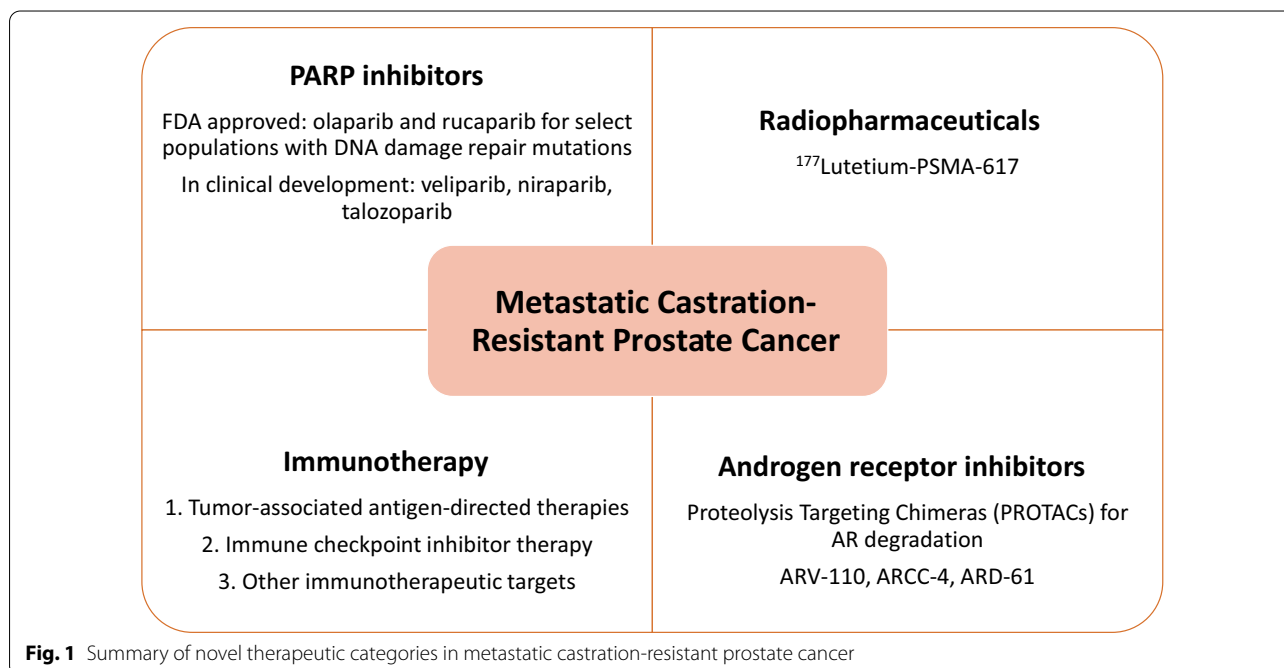 PARP inhibitors
FDA approved: olaparib and rucaparib for select
populations with DNA damage repair mutations
In clinical development: veliparib, niraparib,
talozoparib
Radiopharmaceuticals
¹⁷⁷Lutetium-PSMA-617
Metastatic Castration-
Resistant Prostate Cancer
Immunotherapy
1. Tumor-associated antigen-directed therapies
2. Immune checkpoint inhibitor therapy
3. Other immunotherapeutic targets
Androgen receptor inhibitors
Proteolysis Targeting Chimeras (PROTACs) for
AR degradation
ARV-110, ARCC-4, ARD-61
Fig. 1 Summary of novel therapeutic categories in metastatic castration-resistant prostate cancer